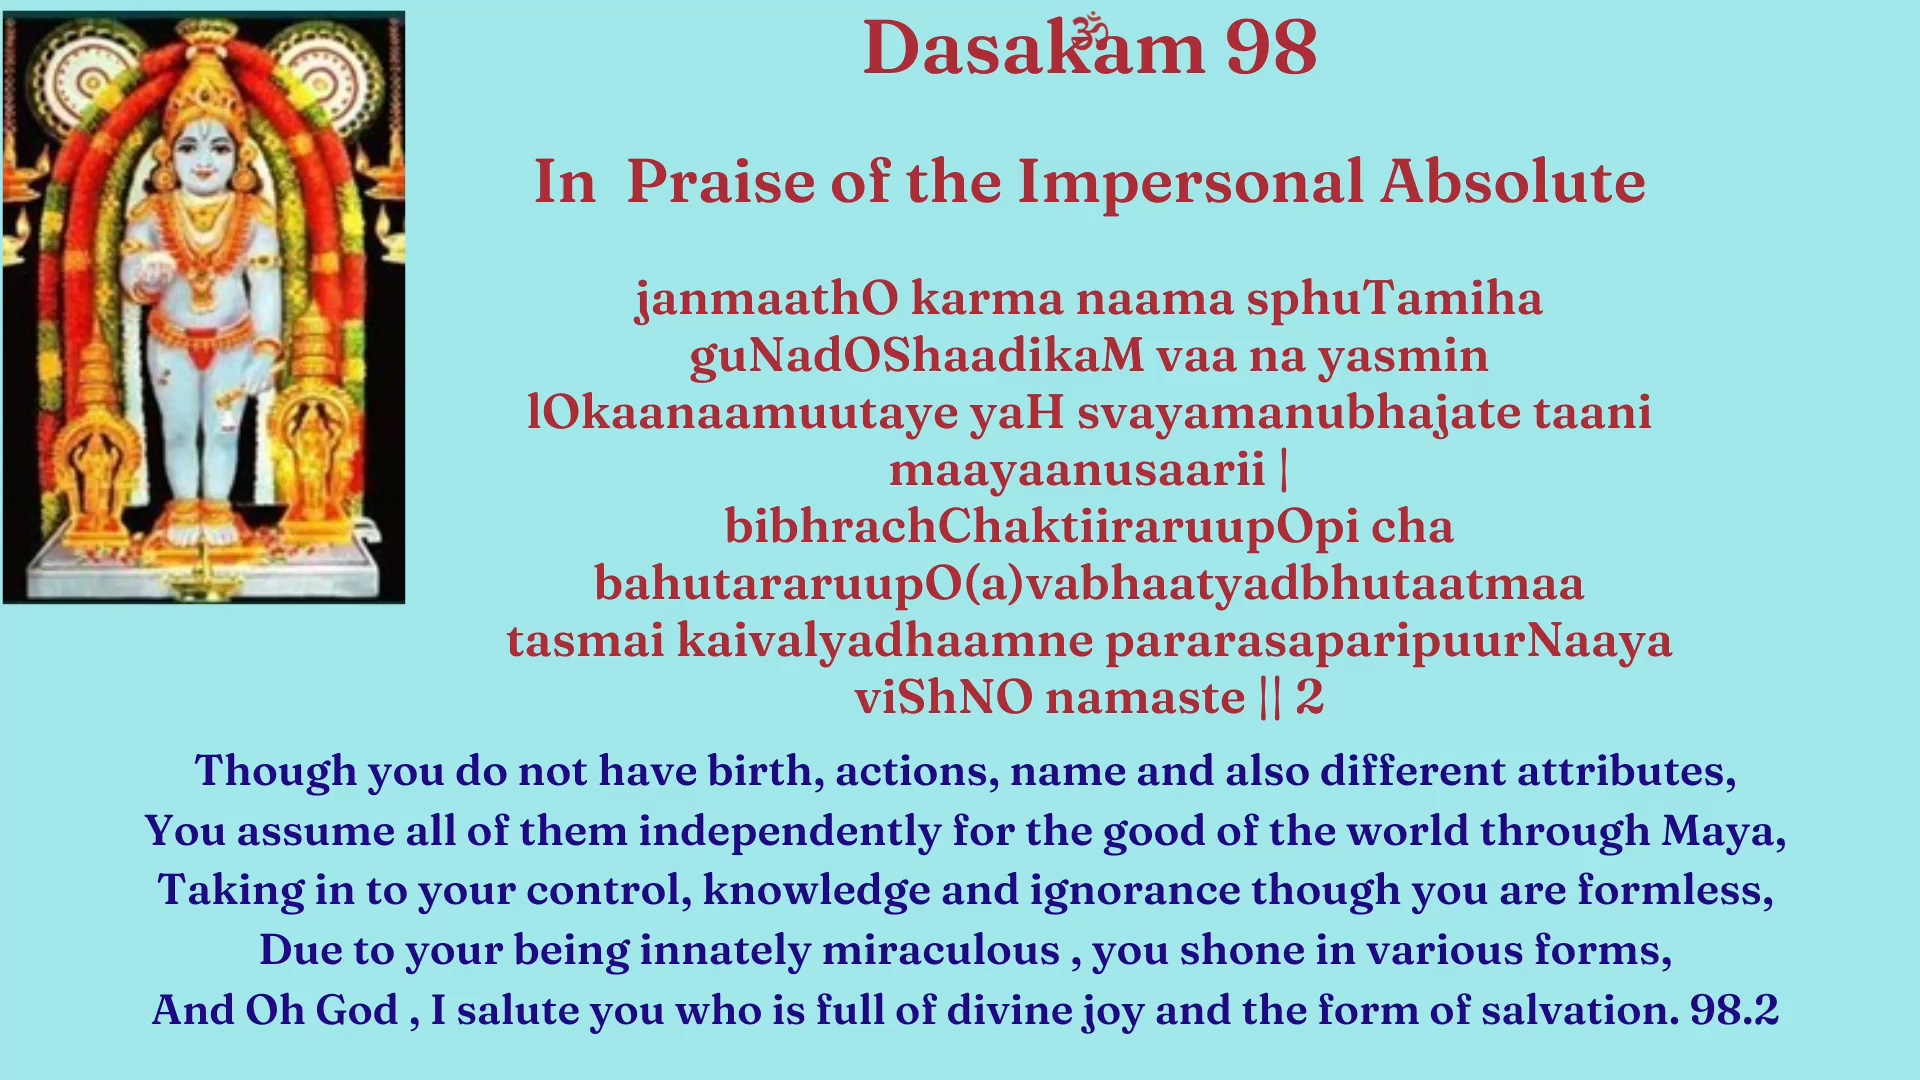 ॐ
Dasakam 98
In  Praise of the Impersonal Absolute
janmaathO karma naama sphuTamiha
guNadOShaadikaM vaa na yasmin
lOkaanaamuutaye yaH svayamanubhajate taani
maayaanusaarii |
bibhrachChaktiiraruupOpi cha
bahutararuupO(a)vabhaatyadbhutaatmaa
tasmai kaivalyadhaamne pararasaparipuurNaaya
viShNO namaste || 2
Though you do not have birth, actions, name and also different attributes,
You assume all of them independently for the good of the world through Maya,
Taking in to your control, knowledge and ignorance though you are formless,
Due to your being innately miraculous , you shone in various forms,
And Oh God , I salute you who is full of divine joy and the form of salvation. 98.2